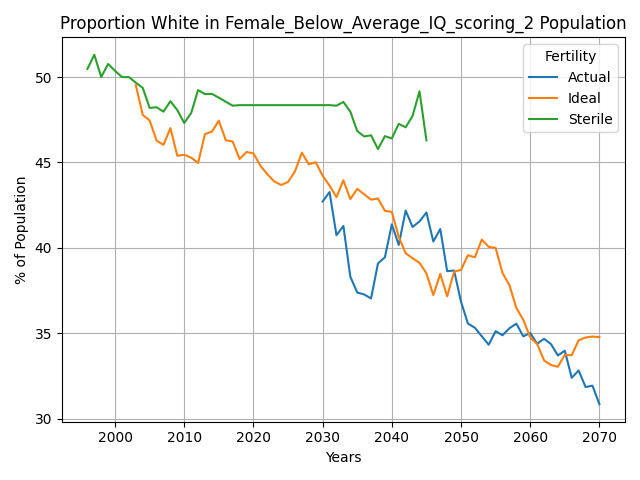 Proportion White in Female_Below_Average_IQ_scoring_2 Population
Fertility
Actual
Ideal
Sterile
% of Population
50
45
40
35
30
2000
2010
2020
2030
2040
2050
2060
2070
Years